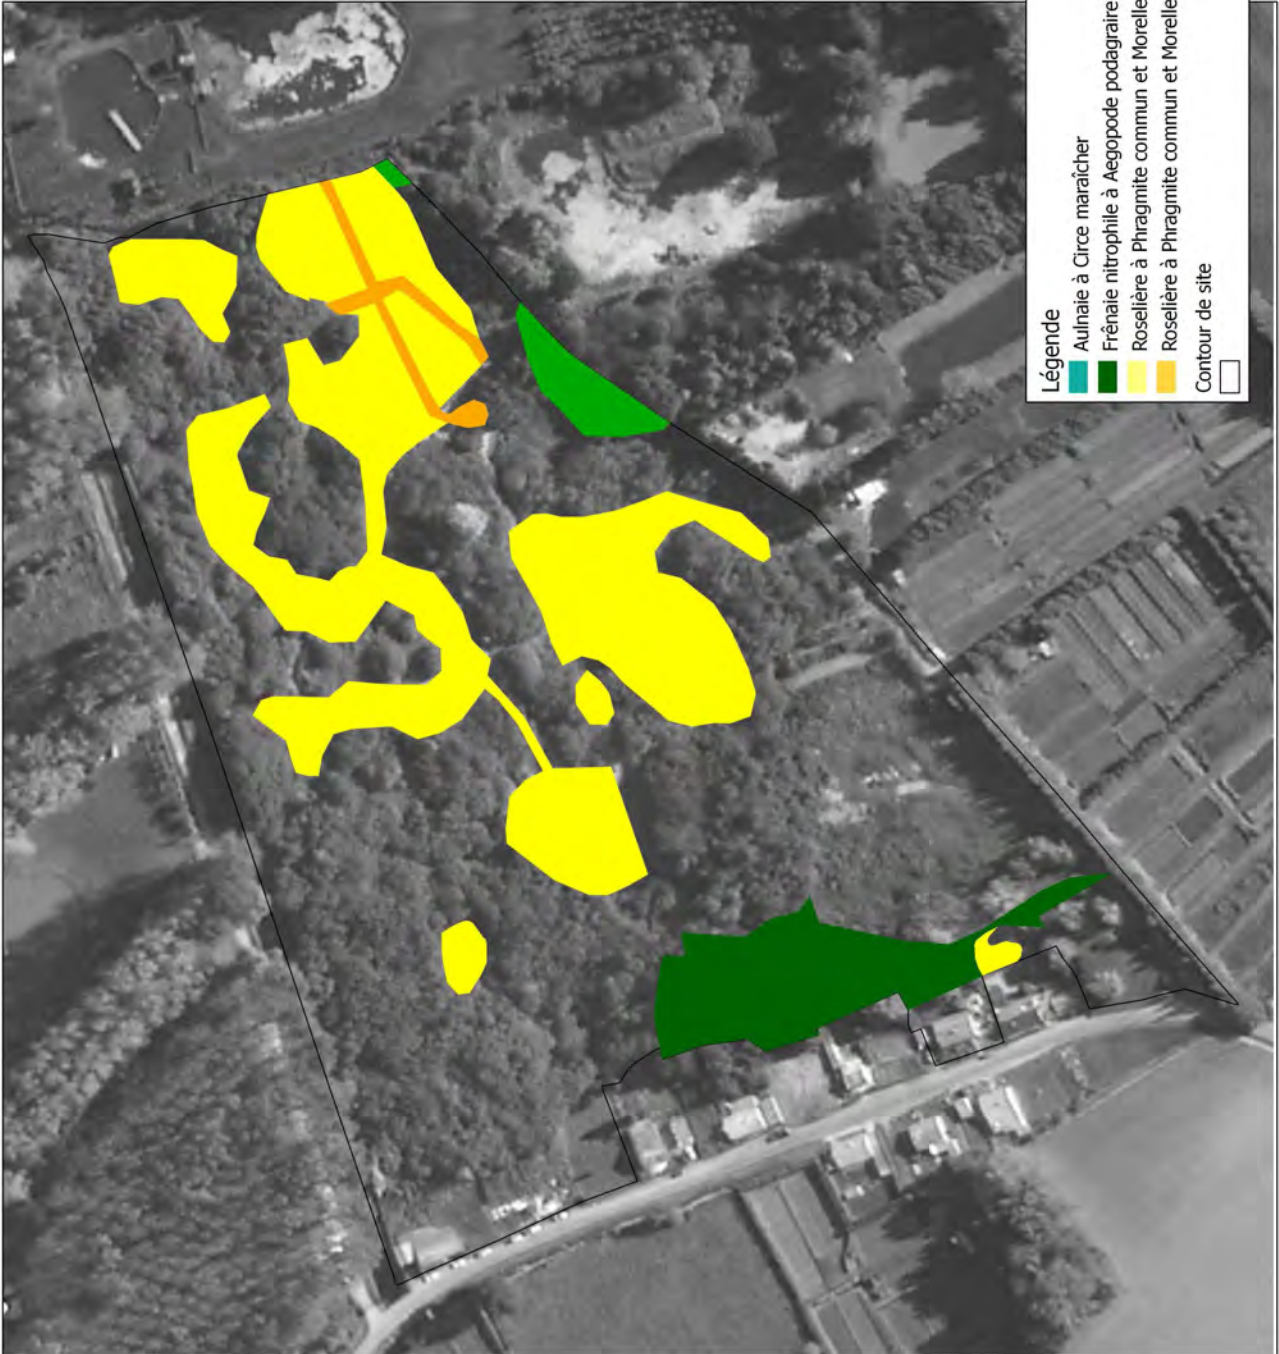 Légende
Aulnaie à Circe maraîcher
Frênaie nitrophile à Aegopode podagraire
Roselière à Phragmite commun et Morelle
Roselière à Phragmite commun et Morelle
Contour de site